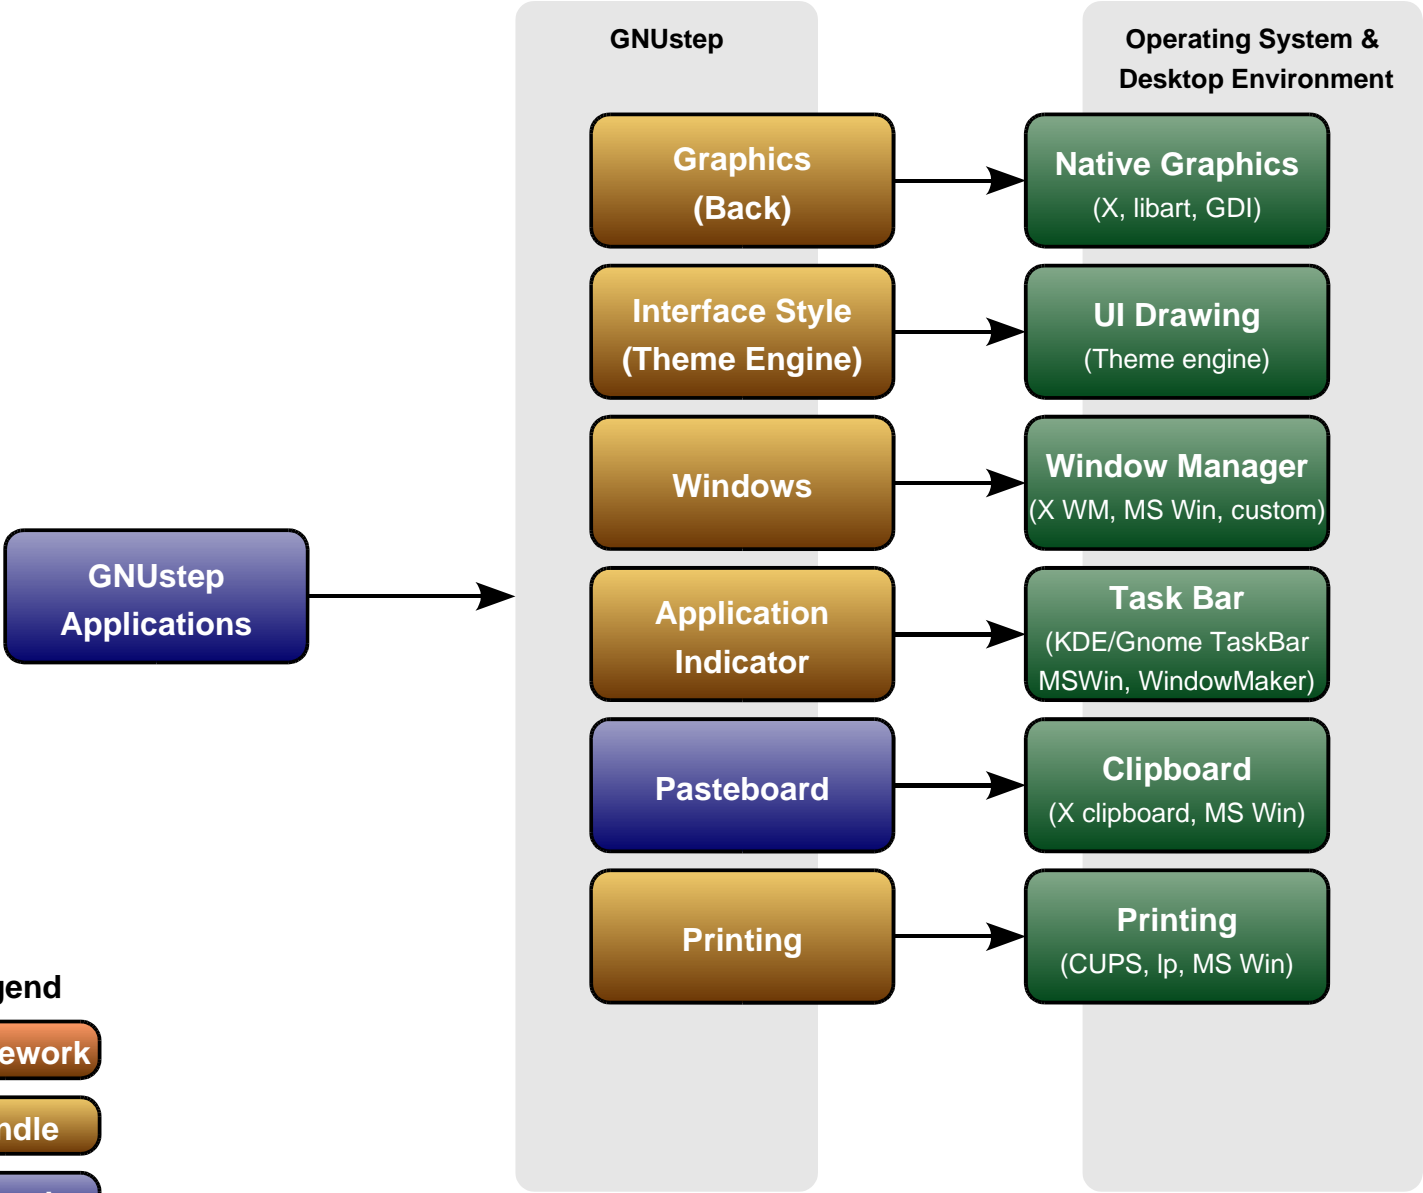 GNUstep
Operating System &
Desktop Environment
Graphics
(Back)
Native Graphics
(X, libart, GDI)
Interface Style
(Theme Engine)
UI Drawing
(Theme engine)
Windows
Window Manager
(X WM, MS Win, custom)
GNUstep
Applications
Application
Indicator
Task Bar
(KDE/Gnome TaskBar
MSWin, WindowMaker)
Pasteboard
Clipboard
(X clipboard, MS Win)
Printing
Printing
(CUPS, lp, MS Win)
gend
ework
ndle